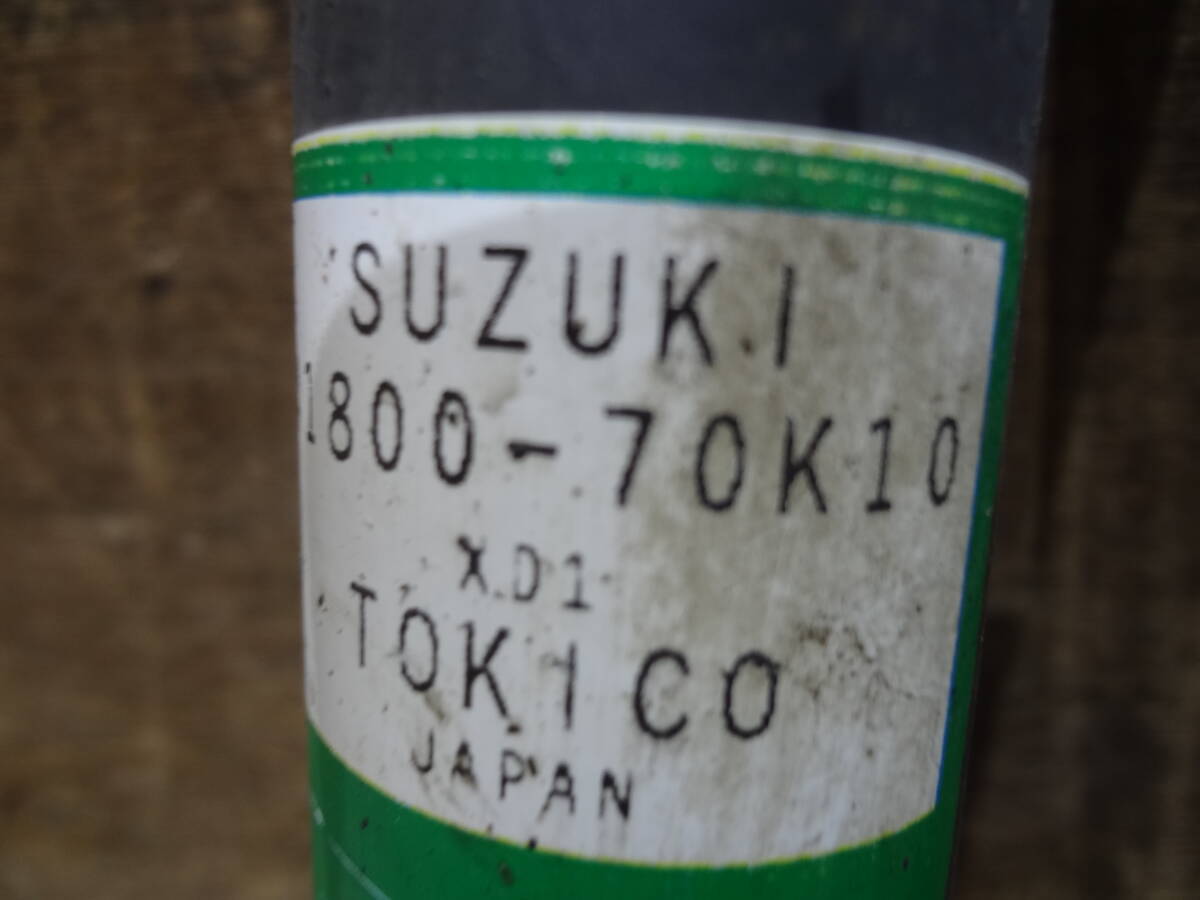 SUZUKI
1800-70K10
XD1
TOKICO
JAPAN